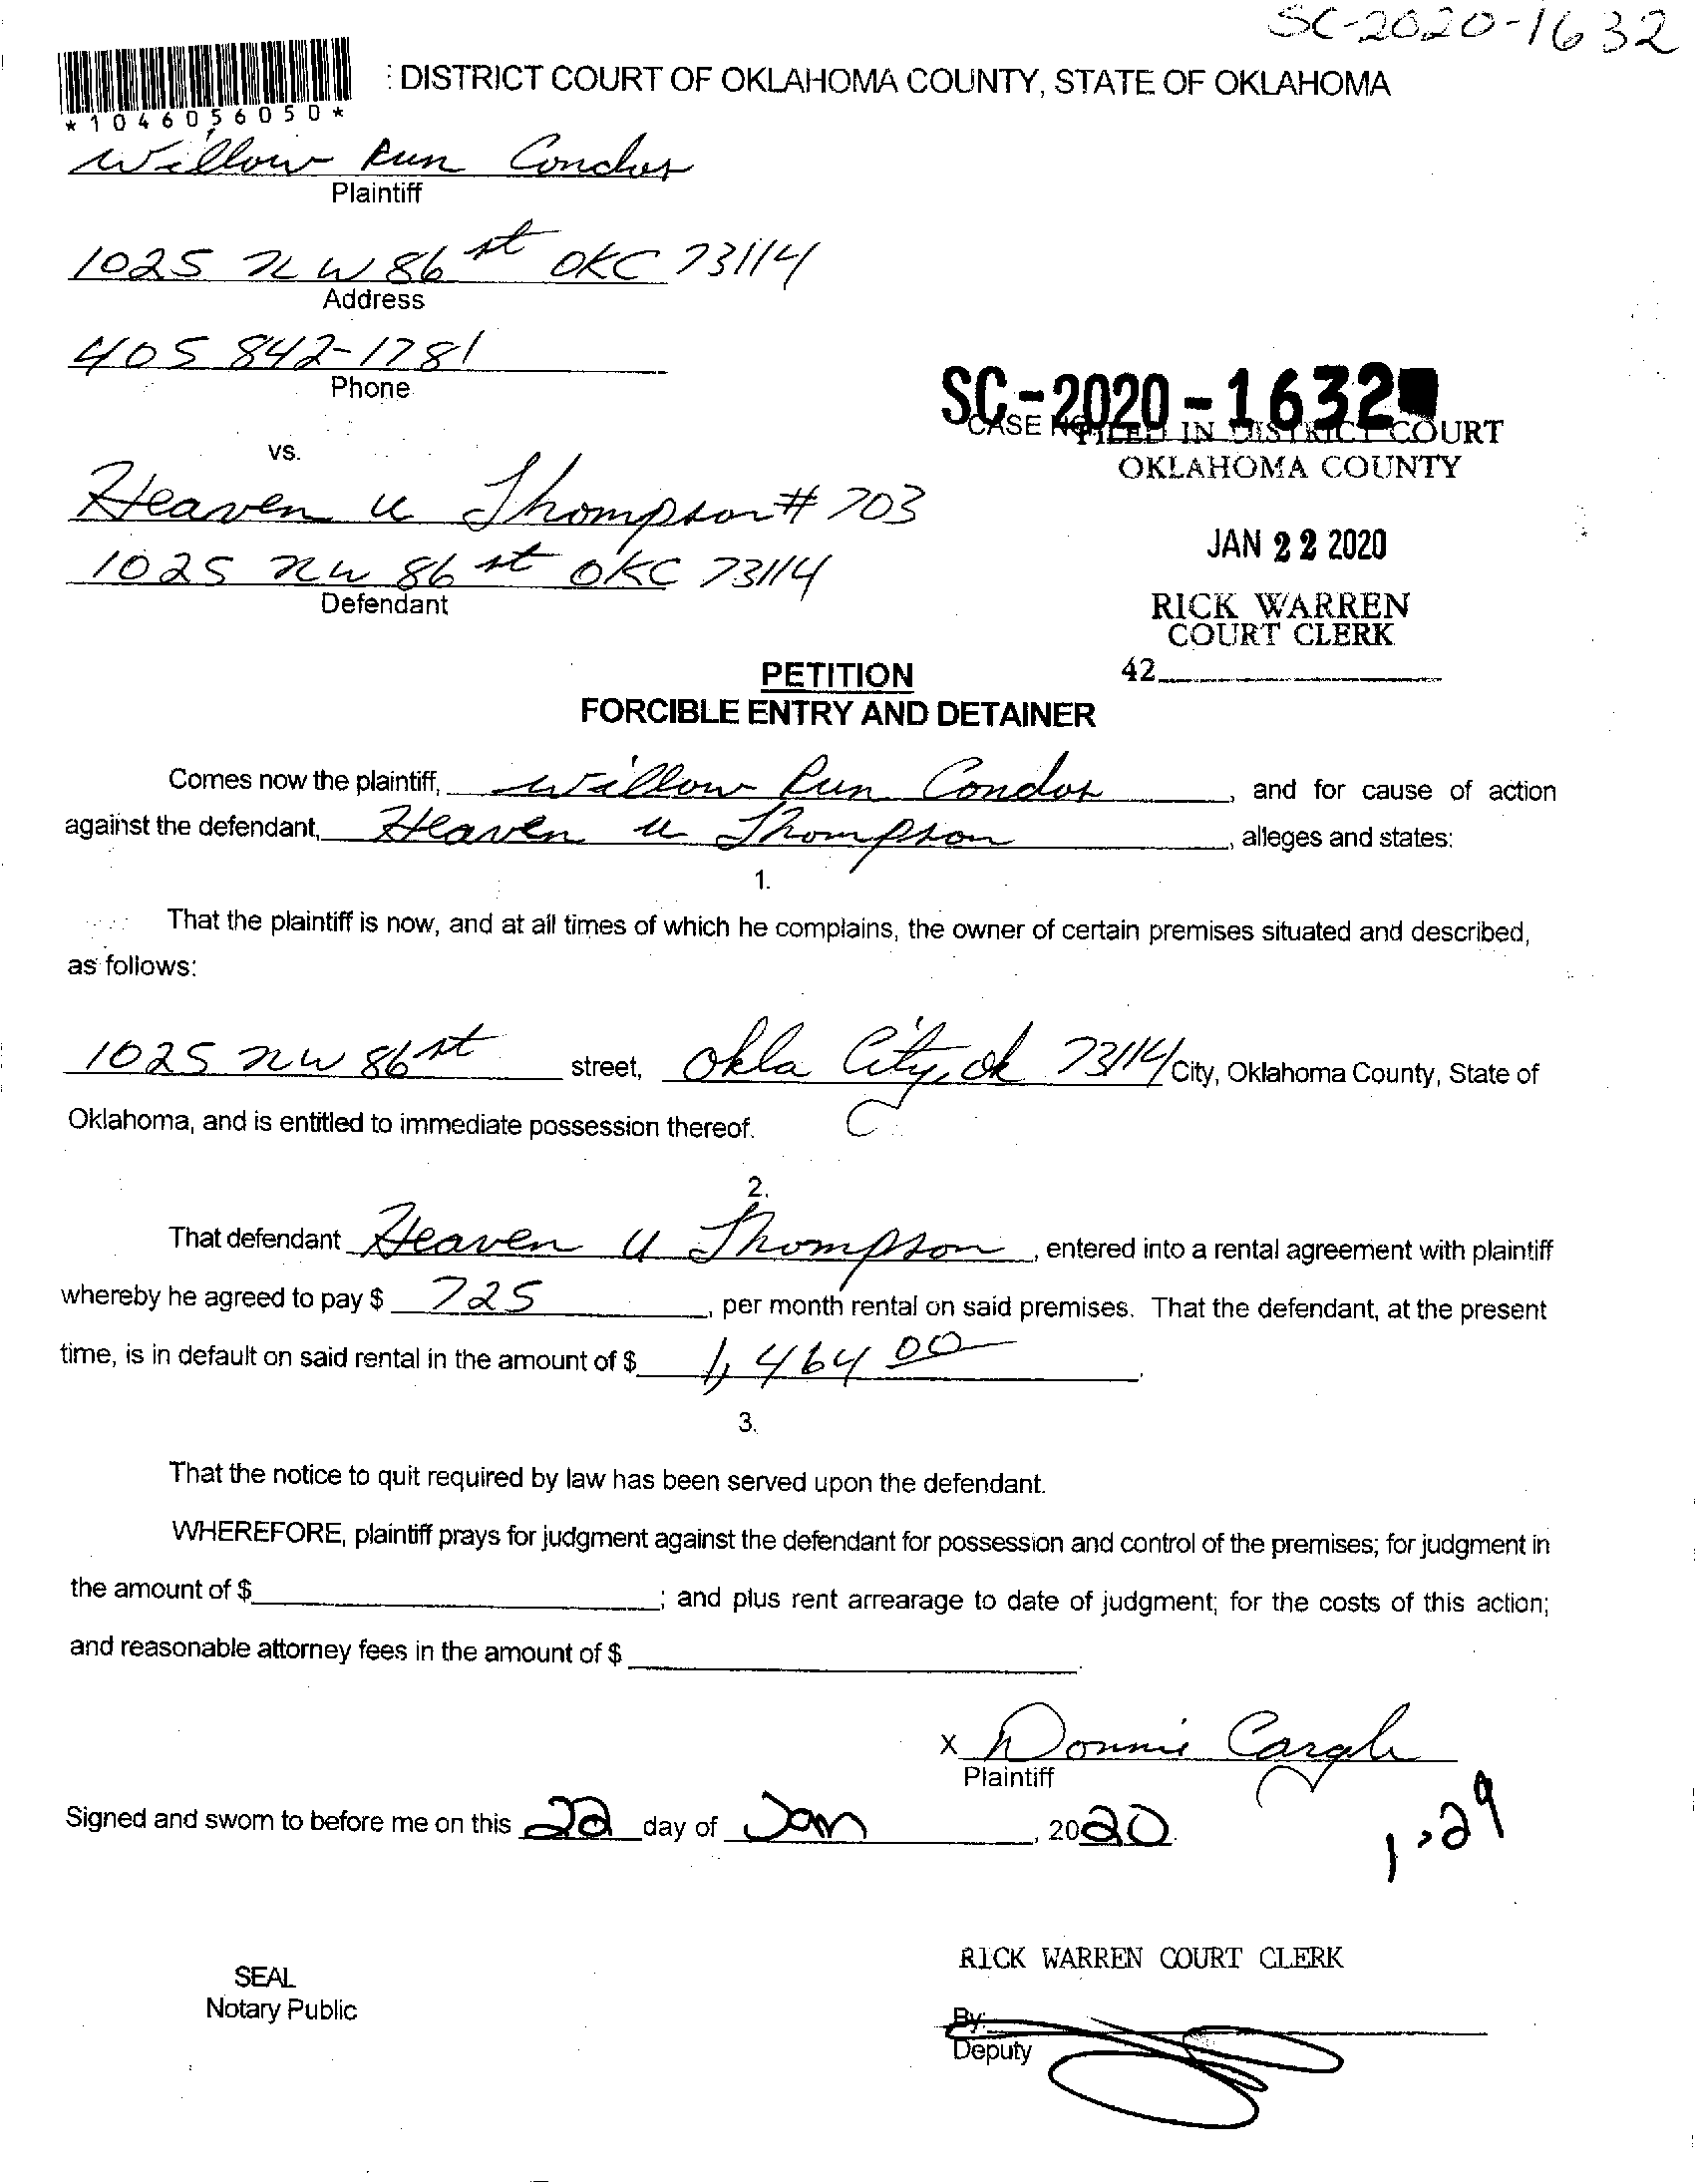 SC-2020-1632
: DISTRICT COURT OF OKLAHOMA COUNTY, STATE OF OKLAHOMA
*1046056050*
Willow Run Condos
Plaintiff
1025 NW 86 st OKC 73114
Address
405 842-1781
Phone
SC-2020-1632
CASE NO.
FILED IN DISTRICT COURT
OKLAHOMA COUNTY
vs.
Heaven U Thompson # 703
JAN 22 2020
1025 NW 86 st OKC 73114
Defendant
RICK WARREN
COURT CLERK
42
PETITION
FORCIBLE ENTRY AND DETAINER
Comes now the plaintiff, Willow Run Condos, and for cause of action
against the defendant, Heaven U Thompson, alleges and states:
1.
That the plaintiff is now, and at all times of which he complains, the owner of certain premises situated and described,
as follows:
1025 NW 86 st street, Okla City, Ok 73114 City, Oklahoma County, State of
Oklahoma, and is entitled to immediate possession thereof.
2.
That defendant Heaven U Thompson, entered into a rental agreement with plaintiff
whereby he agreed to pay $ 725, per month rental on said premises. That the defendant, at the present
time, is in default on said rental in the amount of $ 1,464 00.
3.
That the notice to quit required by law has been served upon the defendant.
WHEREFORE, plaintiff prays for judgment against the defendant for possession and control of the premises; for judgment in
the amount of $ ; and plus rent arrearage to date of judgment; for the costs of this action;
and reasonable attorney fees in the amount of $ .
x Donnie Cargle
Plaintiff
Signed and sworn to before me on this 22 day of Jan, 2020.
1-29
RICK WARREN COURT CLERK
SEAL
Notary Public
By:
Deputy